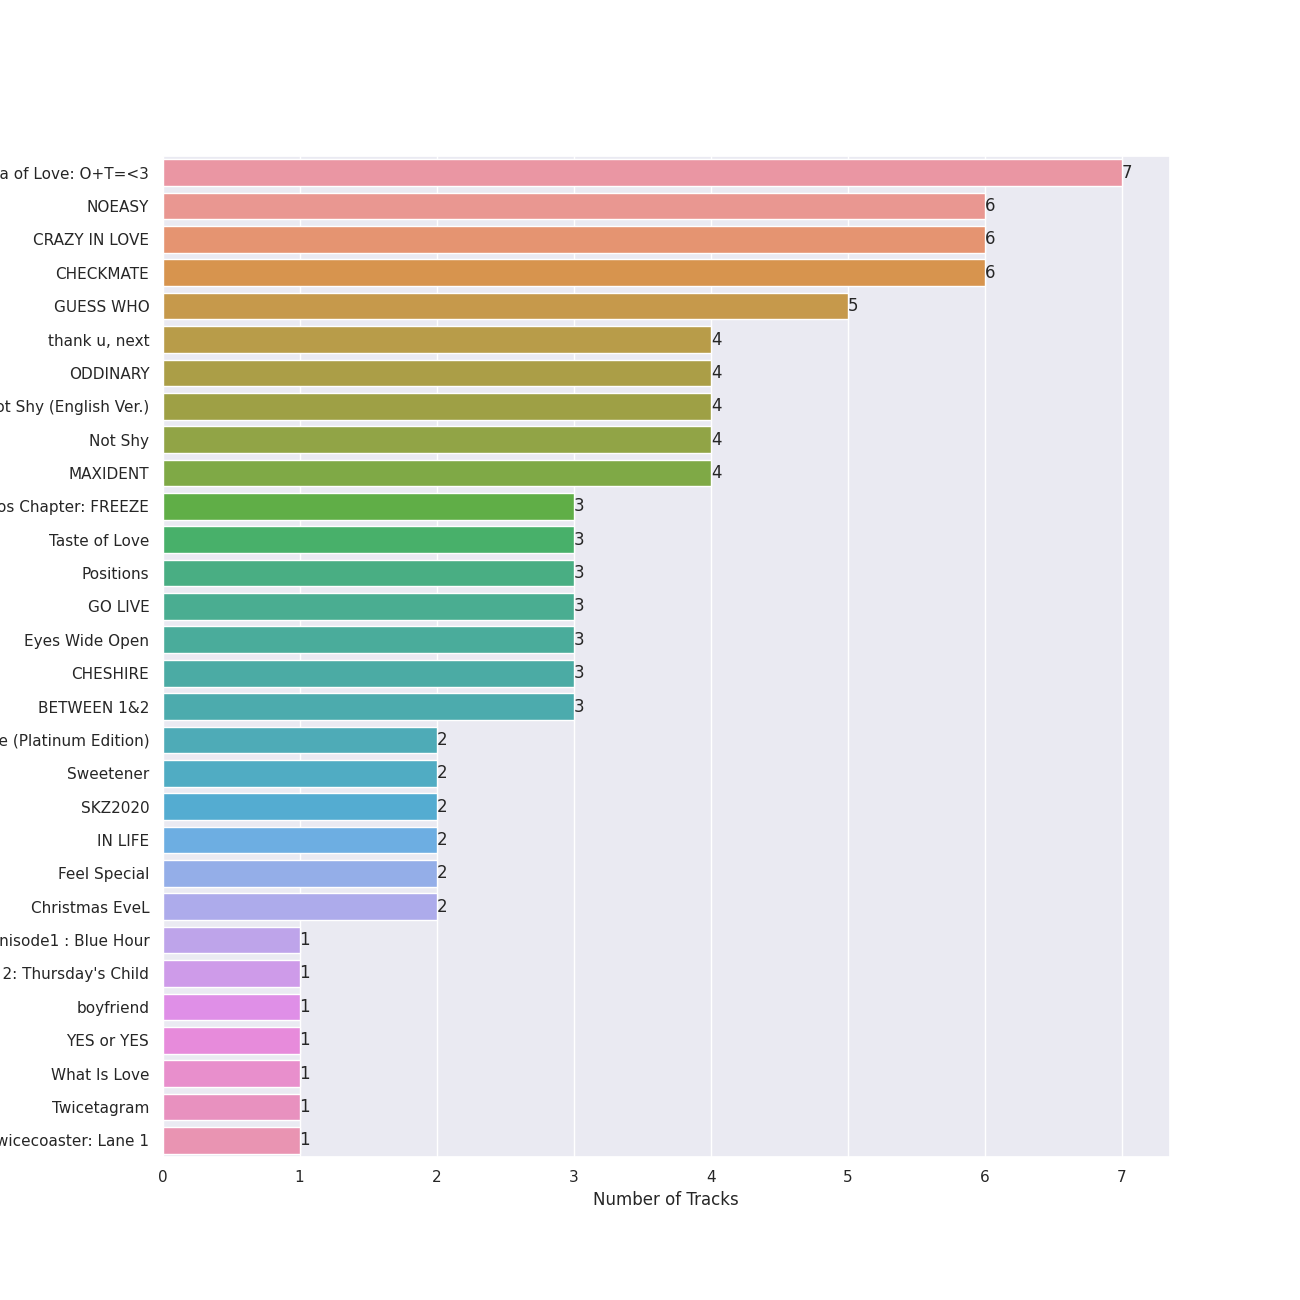 a of Love: O+T=<3 7
NOEASY 6
CRAZY IN LOVE 6
CHECKMATE 6
GUESS WHO 5
thank u, next 4
ODDINARY 4
ot Shy (English Ver.) 4
Not Shy 4
MAXIDENT 4
os Chapter: FREEZE 3
Taste of Love 3
Positions 3
GO LIVE 3
Eyes Wide Open 3
CHESHIRE 3
BETWEEN 1&2 3
e (Platinum Edition) 2
Sweetener 2
SKZ2020 2
IN LIFE 2
Feel Special 2
Christmas EveL 2
nisode1 : Blue Hour 1
2: Thursday's Child 1
boyfriend 1
YES or YES 1
What Is Love 1
Twicetagram 1
wicecoaster: Lane 1 1
0 1 2 3 4 5 6 7
Number of Tracks